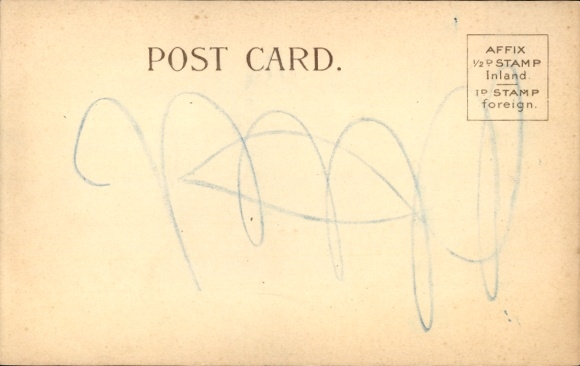 POST CARD.
AFFIX
½D STAMP
Inland.
1D STAMP
foreign.